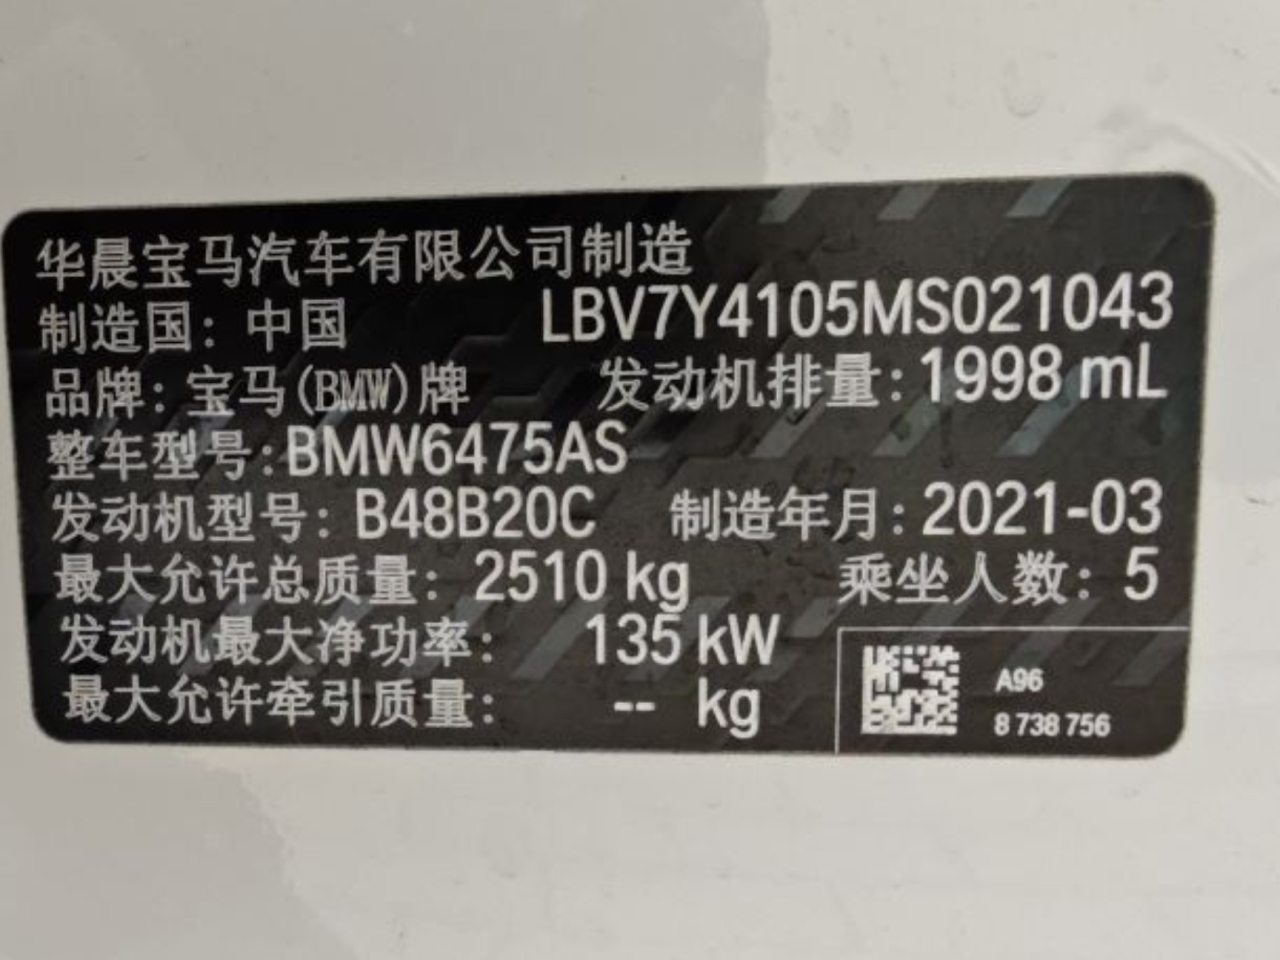 华晨宝马汽车有限公司制造
制造国：中国 LBV7Y4105MS021043
品牌：宝马(BMW)牌 发动机排量：1998 mL
整车型号:BMW6475AS
发动机型号：B48B20C 制造年月：2021-03
最大允许总质量：2510 kg 乘坐人数：5
发动机最大净功率：135 kW
最大允许牵引质量：-- kg
A96
8 738 756